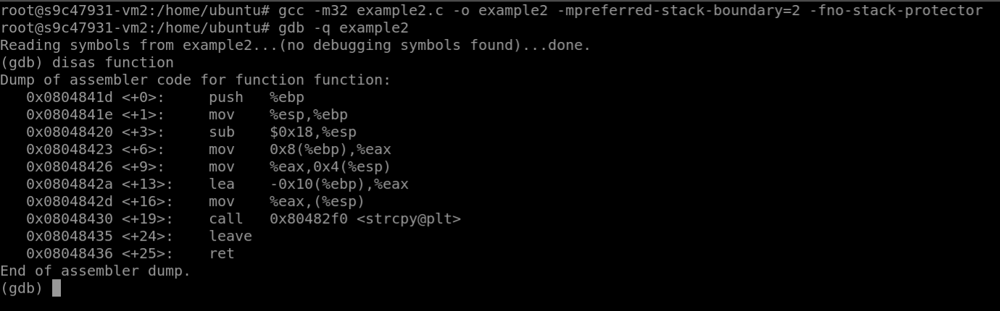 root@s9c47931-vm2:/home/ubuntu# gcc -m32 example2.c -o example2 -mpreferred-stack-boundary=2 -fno-stack-protector
root@s9c47931-vm2:/home/ubuntu# gdb -q example2
Reading symbols from example2...(no debugging symbols found)...done.
(gdb) disas function
Dump of assembler code for function function:
   0x0804841d <+0>:     push   %ebp
   0x0804841e <+1>:     mov    %esp,%ebp
   0x08048420 <+3>:     sub    $0x18,%esp
   0x08048423 <+6>:     mov    0x8(%ebp),%eax
   0x08048426 <+9>:     mov    %eax,0x4(%esp)
   0x0804842a <+13>:    lea    -0x10(%ebp),%eax
   0x0804842d <+16>:    mov    %eax,(%esp)
   0x08048430 <+19>:    call   0x80482f0 <strcpy@plt>
   0x08048435 <+24>:    leave
   0x08048436 <+25>:    ret
End of assembler dump.
(gdb)